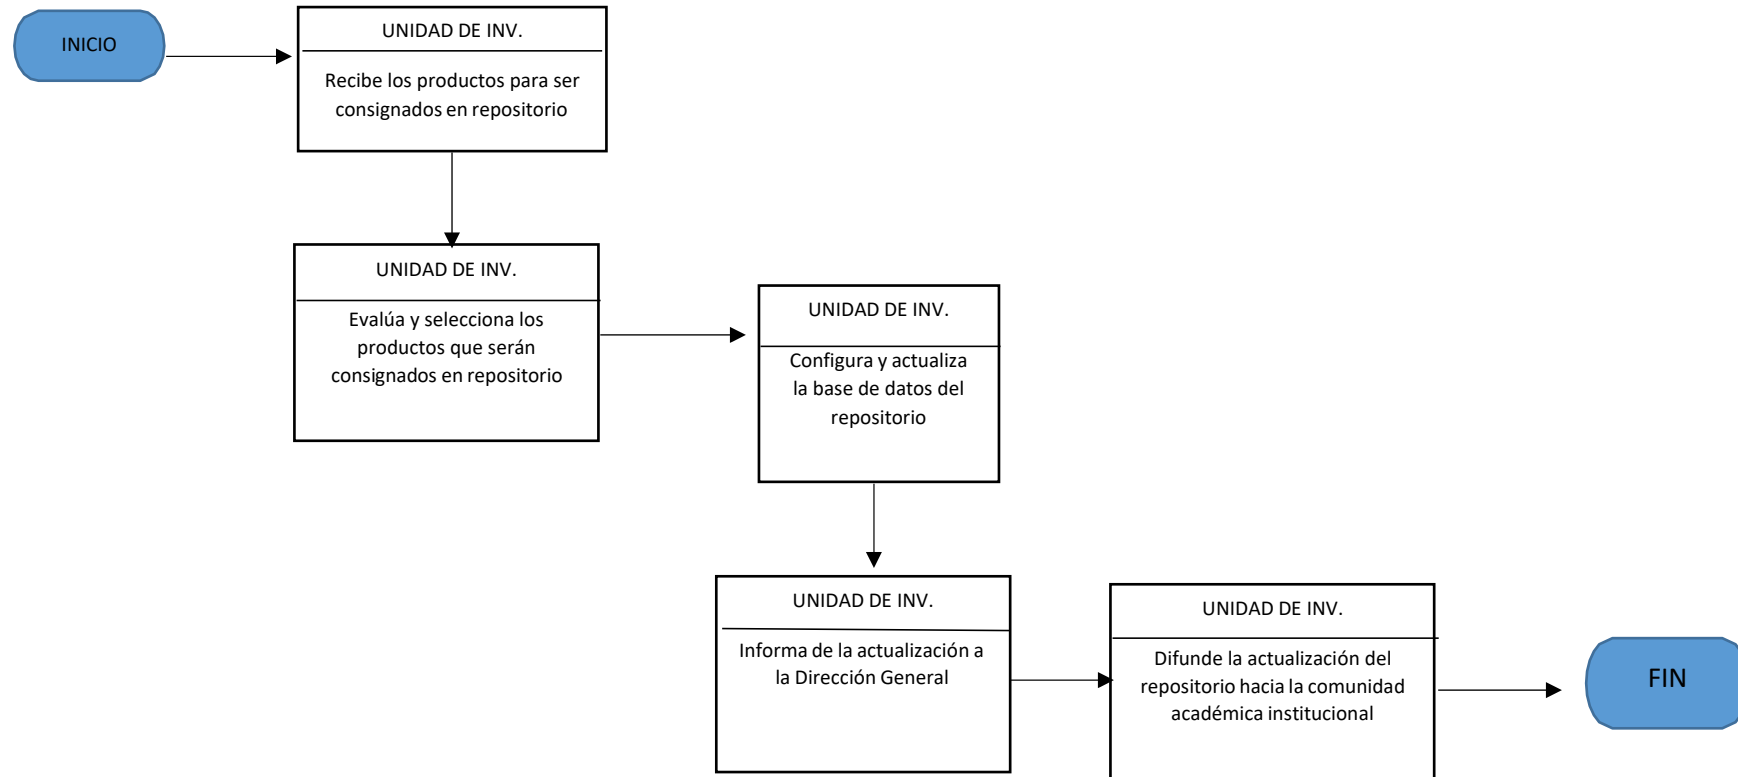 INICIO
UNIDAD DE INV.
Recibe los productos para ser
consignados en repositorio
UNIDAD DE INV.
Evalúa y selecciona los
productos que serán
consignados en repositorio
UNIDAD DE INV.
Configura y actualiza
la base de datos del
repositorio
UNIDAD DE INV.
Informa de la actualización a
la Dirección General
UNIDAD DE INV.
Difunde la actualización del
repositorio hacia la comunidad
académica institucional
FIN